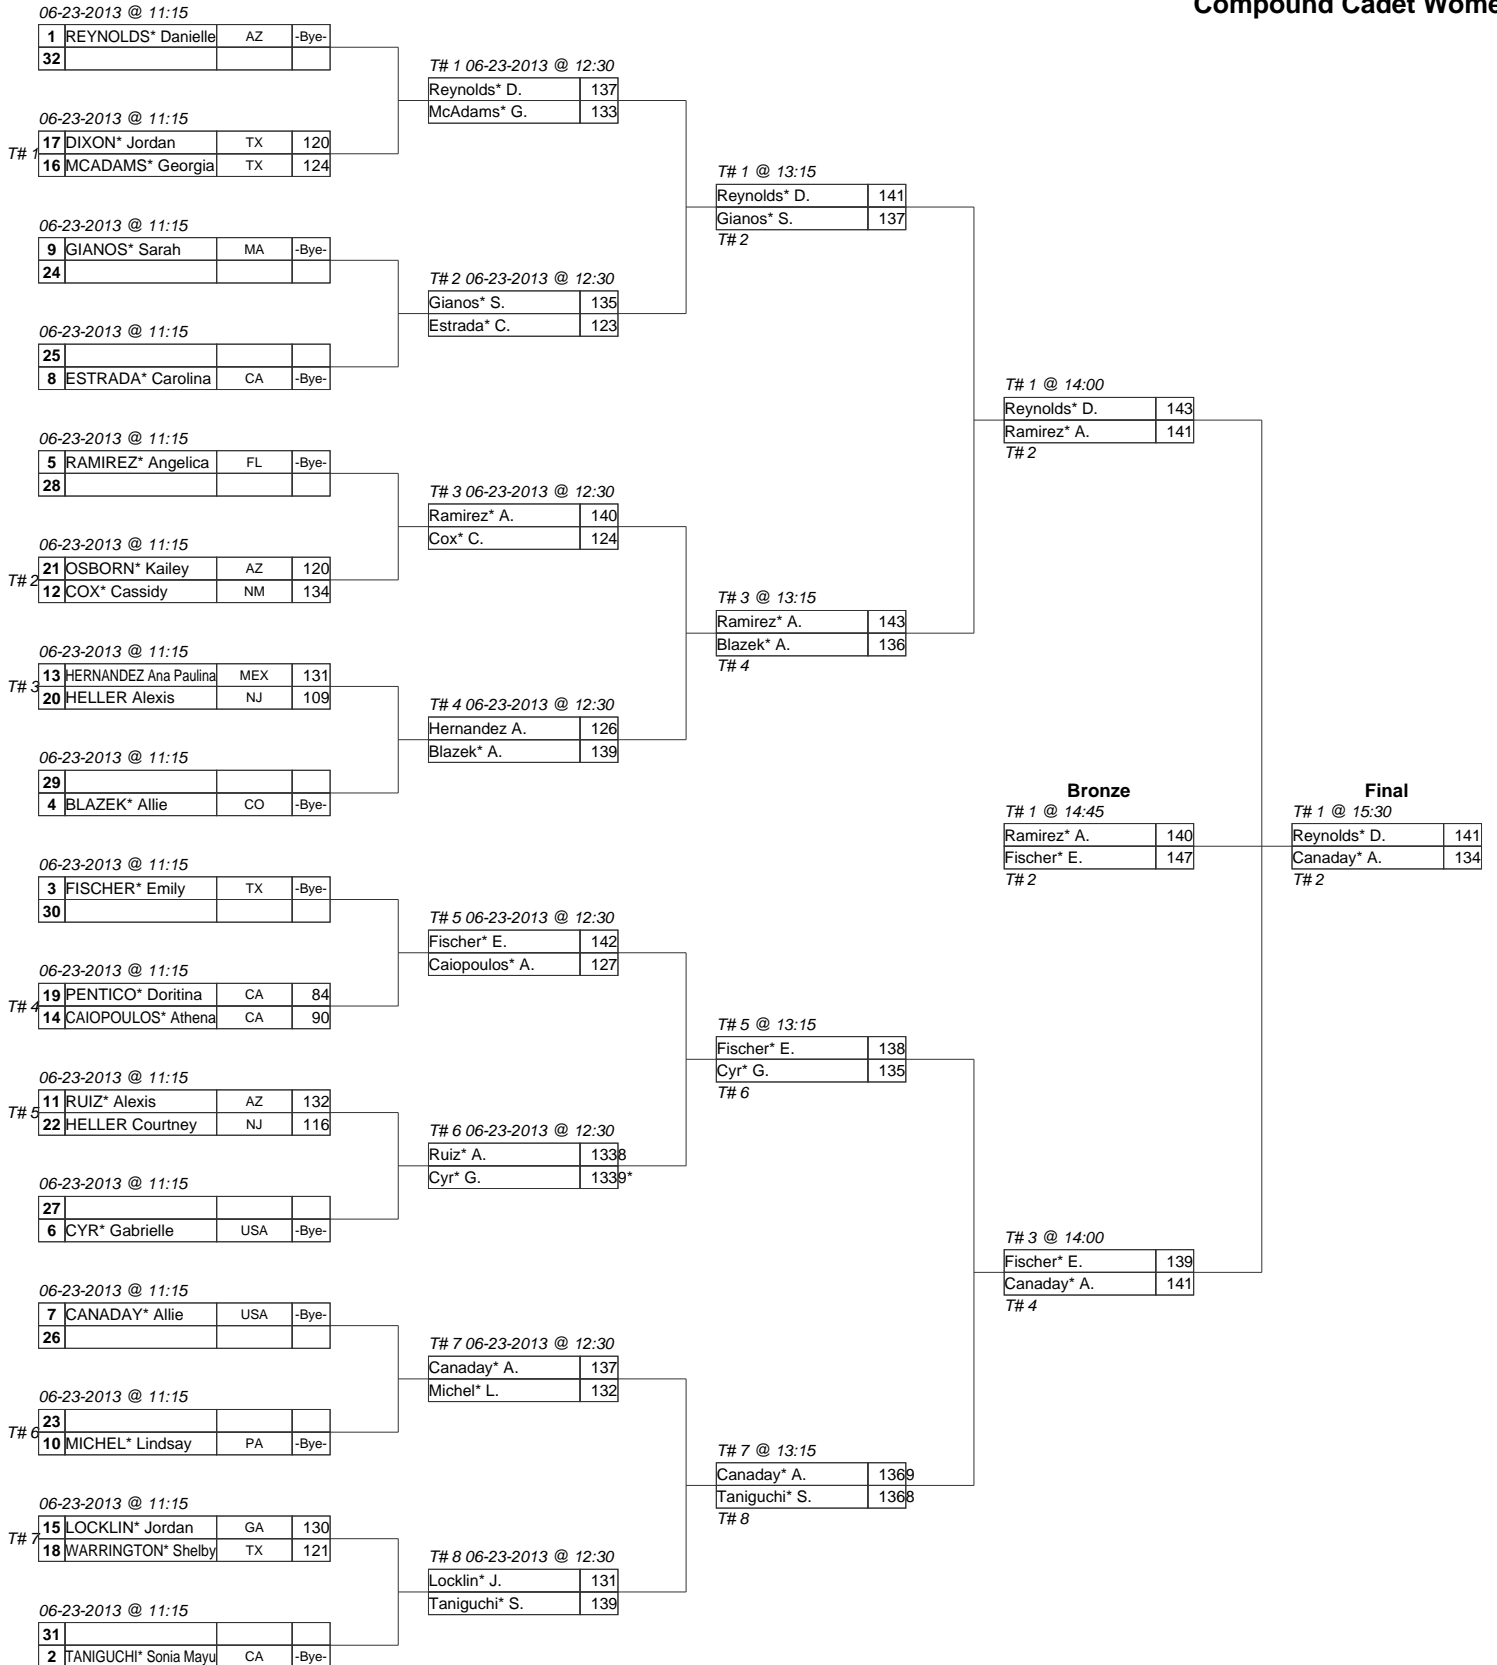 Compound Cadet Wome
06-23-2013 @ 11:15
1 REYNOLDS* Danielle AZ -Bye-
32
06-23-2013 @ 11:15
T# 1
17 DIXON* Jordan TX 120
16 MCADAMS* Georgia TX 124
06-23-2013 @ 11:15
9 GIANOS* Sarah MA -Bye-
24
06-23-2013 @ 11:15
25
8 ESTRADA* Carolina CA -Bye-
06-23-2013 @ 11:15
5 RAMIREZ* Angelica FL -Bye-
28
06-23-2013 @ 11:15
T# 2
21 OSBORN* Kailey AZ 120
12 COX* Cassidy NM 134
06-23-2013 @ 11:15
T# 3
13 HERNANDEZ Ana Paulina MEX 131
20 HELLER Alexis NJ 109
06-23-2013 @ 11:15
29
4 BLAZEK* Allie CO -Bye-
06-23-2013 @ 11:15
3 FISCHER* Emily TX -Bye-
30
06-23-2013 @ 11:15
T# 4
19 PENTICO* Doritina CA 84
14 CAIOPOULOS* Athena CA 90
06-23-2013 @ 11:15
T# 5
11 RUIZ* Alexis AZ 132
22 HELLER Courtney NJ 116
06-23-2013 @ 11:15
27
6 CYR* Gabrielle USA -Bye-
06-23-2013 @ 11:15
7 CANADAY* Allie USA -Bye-
26
06-23-2013 @ 11:15
T# 6
23
10 MICHEL* Lindsay PA -Bye-
06-23-2013 @ 11:15
T# 7
15 LOCKLIN* Jordan GA 130
18 WARRINGTON* Shelby TX 121
06-23-2013 @ 11:15
31
2 TANIGUCHI* Sonia Mayu CA -Bye-
T# 1 06-23-2013 @ 12:30
Reynolds* D. 137
McAdams* G. 133
T# 2 06-23-2013 @ 12:30
Gianos* S. 135
Estrada* C. 123
T# 3 06-23-2013 @ 12:30
Ramirez* A. 140
Cox* C. 124
T# 4 06-23-2013 @ 12:30
Hernandez A. 126
Blazek* A. 139
T# 5 06-23-2013 @ 12:30
Fischer* E. 142
Caiopoulos* A. 127
T# 6 06-23-2013 @ 12:30
Ruiz* A. 1338
Cyr* G. 1339*
T# 7 06-23-2013 @ 12:30
Canaday* A. 137
Michel* L. 132
T# 8 06-23-2013 @ 12:30
Locklin* J. 131
Taniguchi* S. 139
T# 1 @ 13:15
Reynolds* D. 141
Gianos* S. 137
T# 2
T# 3 @ 13:15
Ramirez* A. 143
Blazek* A. 136
T# 4
T# 5 @ 13:15
Fischer* E. 138
Cyr* G. 135
T# 6
T# 7 @ 13:15
Canaday* A. 1369
Taniguchi* S. 1368
T# 8
T# 1 @ 14:00
Reynolds* D. 143
Ramirez* A. 141
T# 2
T# 3 @ 14:00
Fischer* E. 139
Canaday* A. 141
T# 4
Bronze
T# 1 @ 14:45
Ramirez* A. 140
Fischer* E. 147
T# 2
Final
T# 1 @ 15:30
Reynolds* D. 141
Canaday* A. 134
T# 2